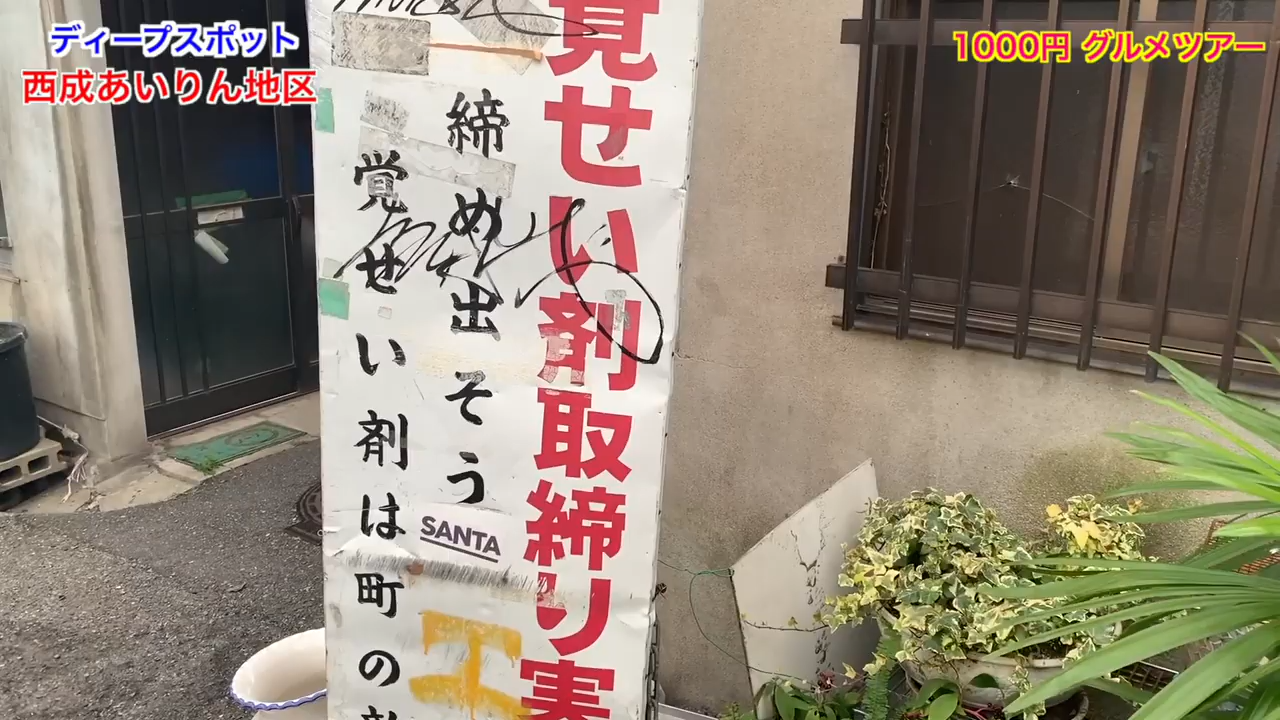 ディープスポット
西成あいりん地区
1000円 グルメツアー
覚せい剤取締り実
締め出そう
覚せい剤は町の
SANTA
工